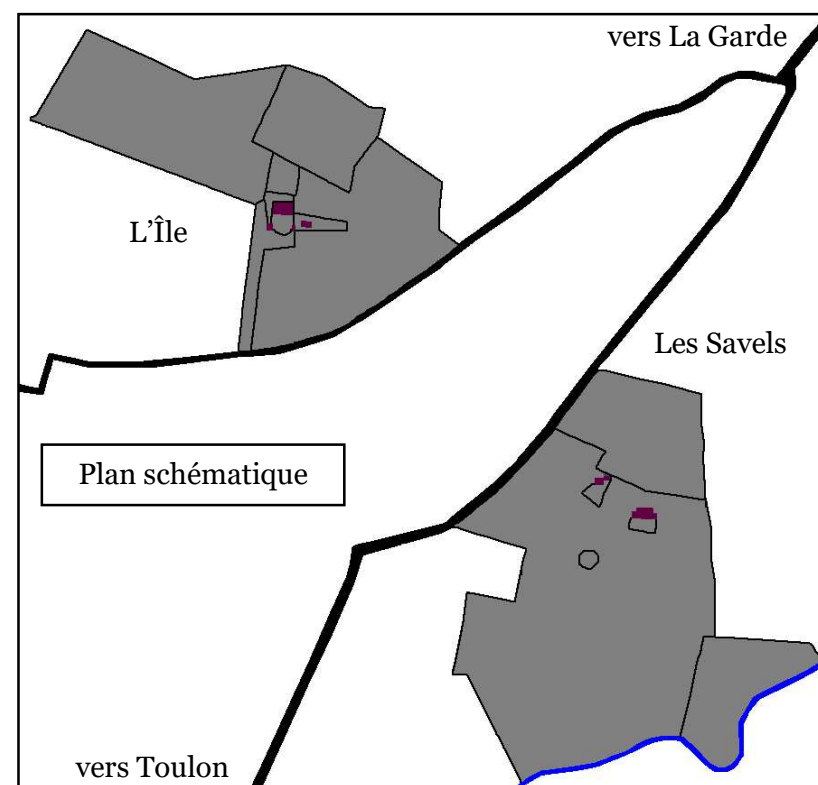 vers La Garde
L'Île
Les Savels
Plan schématique
vers Toulon